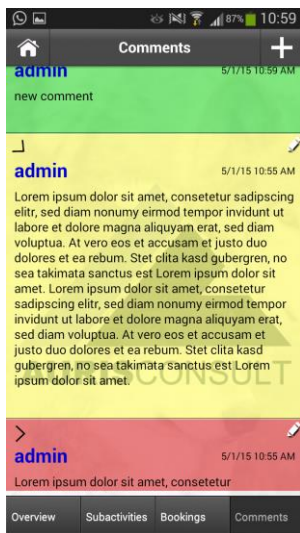 87% 10:59
Comments
admin 5/1/15 10:59 AM
new comment
admin 5/1/15 10:55 AM
Lorem ipsum dolor sit amet, consetetur sadipscing
elitr, sed diam nonumy eirmod tempor invidunt ut
labore et dolore magna aliquyam erat, sed diam
voluptua. At vero eos et accusam et justo duo
dolores et ea rebum. Stet clita kasd gubergren, no
sea takimata sanctus est Lorem ipsum dolor sit
amet. Lorem ipsum dolor sit amet, consetetur
sadipscing elitr, sed diam nonumy eirmod tempor
invidunt ut labore et dolore magna aliquyam erat,
sed diam voluptua. At vero eos et accusam et
justo duo dolores et ea rebum. Stet clita kasd
gubergren, no sea takimata sanctus est Lorem
ipsum dolor sit amet.
admin 5/1/15 10:55 AM
Lorem ipsum dolor sit amet, consetetur
Overview Subactivities Bookings Comments